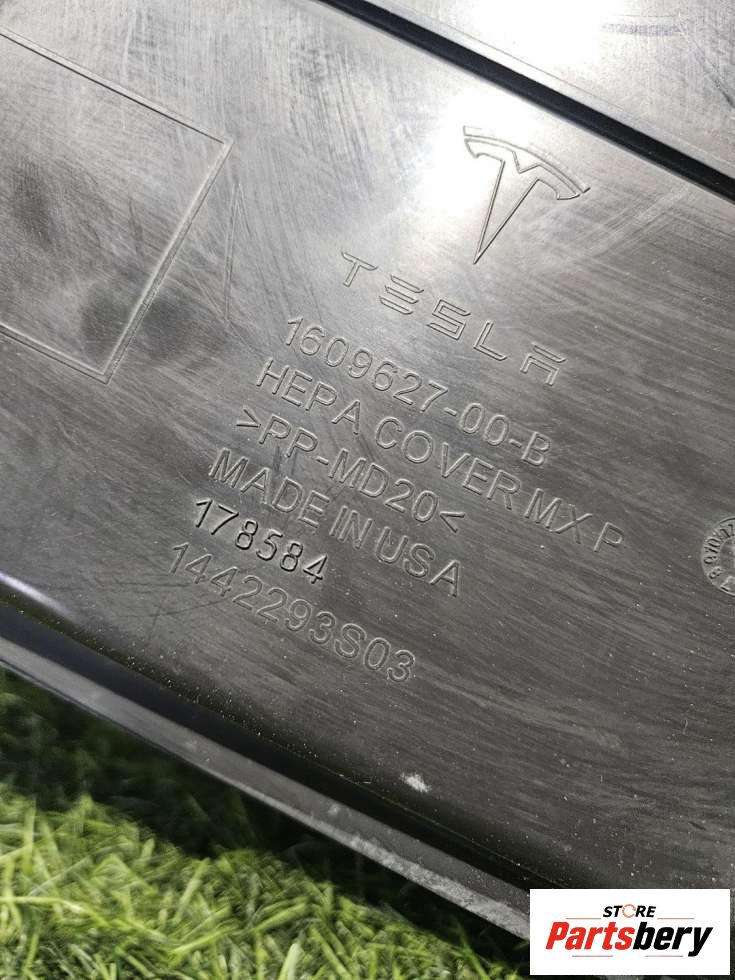 TESLA
1609627-00-B
HEPA COVER MX P
>PP-MD20<
MADE IN USA
178584
1442293S03
STORE
Partsbery